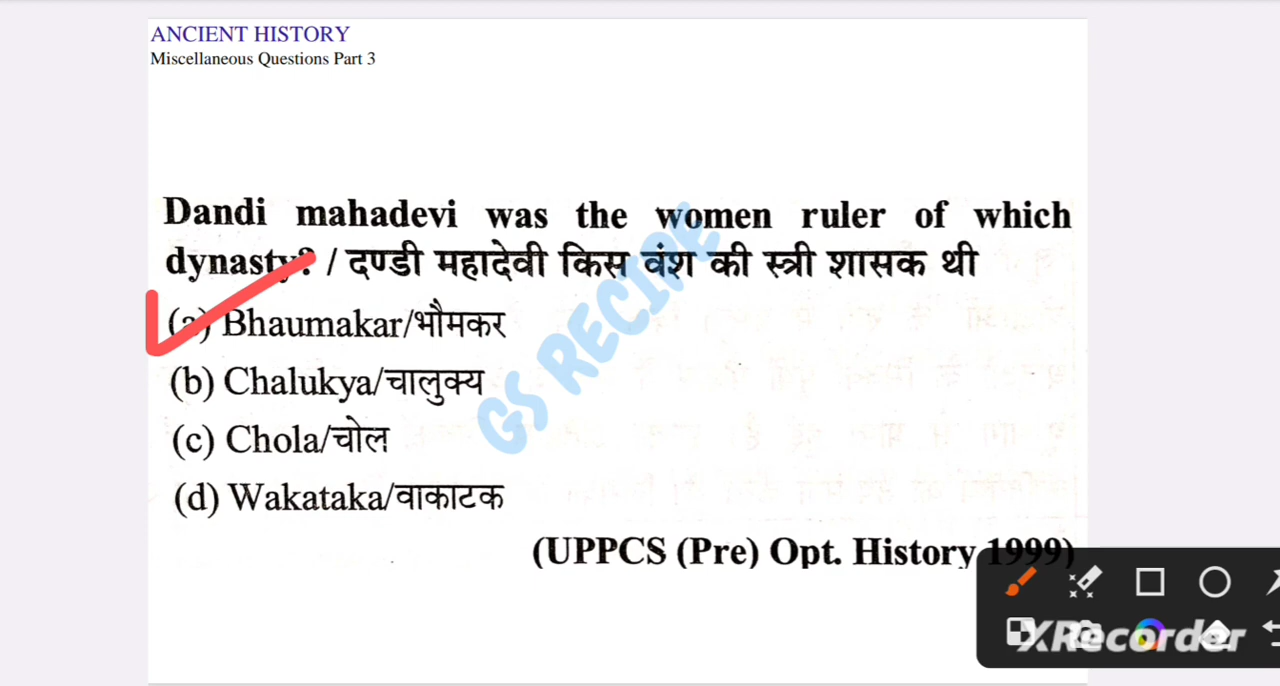 ANCIENT HISTORY
Miscellaneous Questions Part 3
Dandi mahadevi was the women ruler of which
dynasty? / दण्डी महादेवी किस वंश की स्त्री शासक थी
(a) Bhaumakar/भौमकर
(b) Chalukya/चालुक्य
(c) Chola/चोल
(d) Wakataka/वाकाटक
(UPPCS (Pre) Opt. History 1999)
GS RECIPE
XRecorder